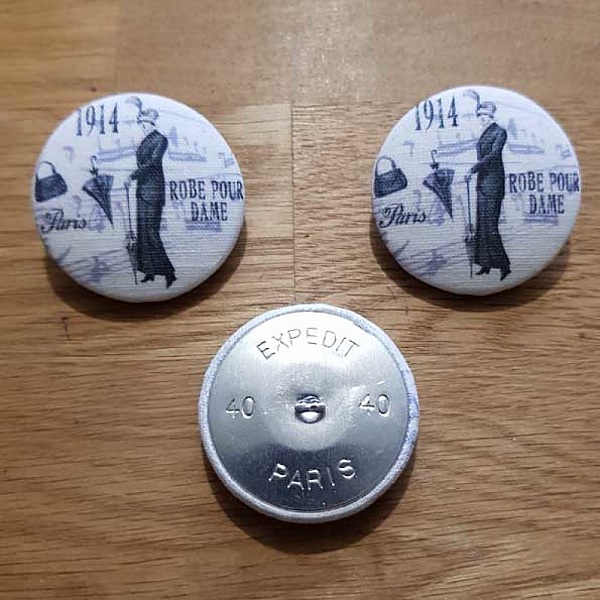 1914
ROBE POUR
DAME
Paris
1914
ROBE POUR
DAME
Paris
EXPEDIT
40 40
PARIS